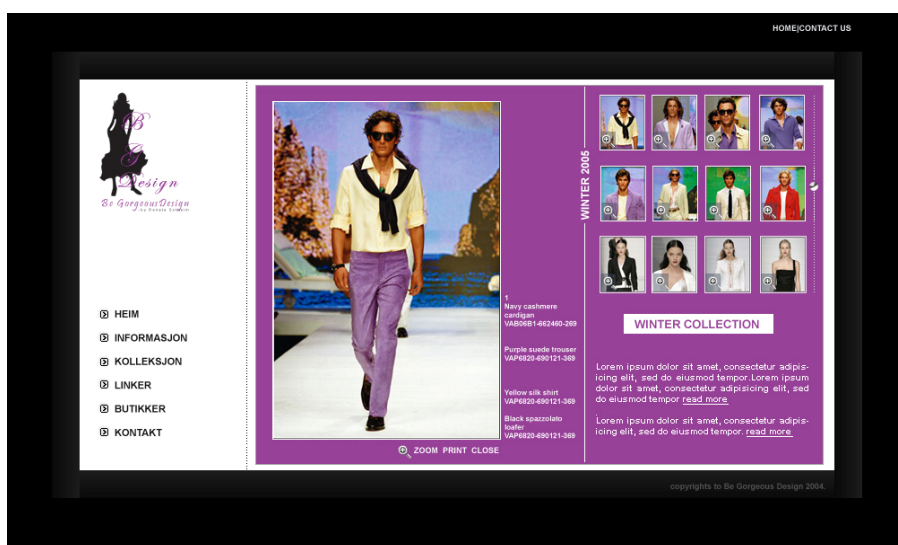 HOME|CONTACT US
B
G
Design
Be Gorgeous Design
HEIM
INFORMASJON
KOLLEKSJON
LINKER
BUTIKKER
KONTAKT
1
Navy cashmere
cardigan
VAB06B1-662460-269
Purple suede trouser
VAP6820-690121-369
Yellow silk shirt
VAP6820-690121-369
Black spazzolato
loafer
VAP6820-690121-369
ZOOM PRINT CLOSE
WINTER 2005
WINTER COLLECTION
Lorem ipsum dolor sit amet, consectetur adipis-
icing elit, sed do eiusmod tempor.Lorem ipsum
dolor sit amet, consectetur adipisicing elit, sed
do eiusmod tempor read more
Lorem ipsum dolor sit amet, consectetur adipis-
icing elit, sed do eiusmod tempor. read more
copyrights to Be Gorgeous Design 2004.